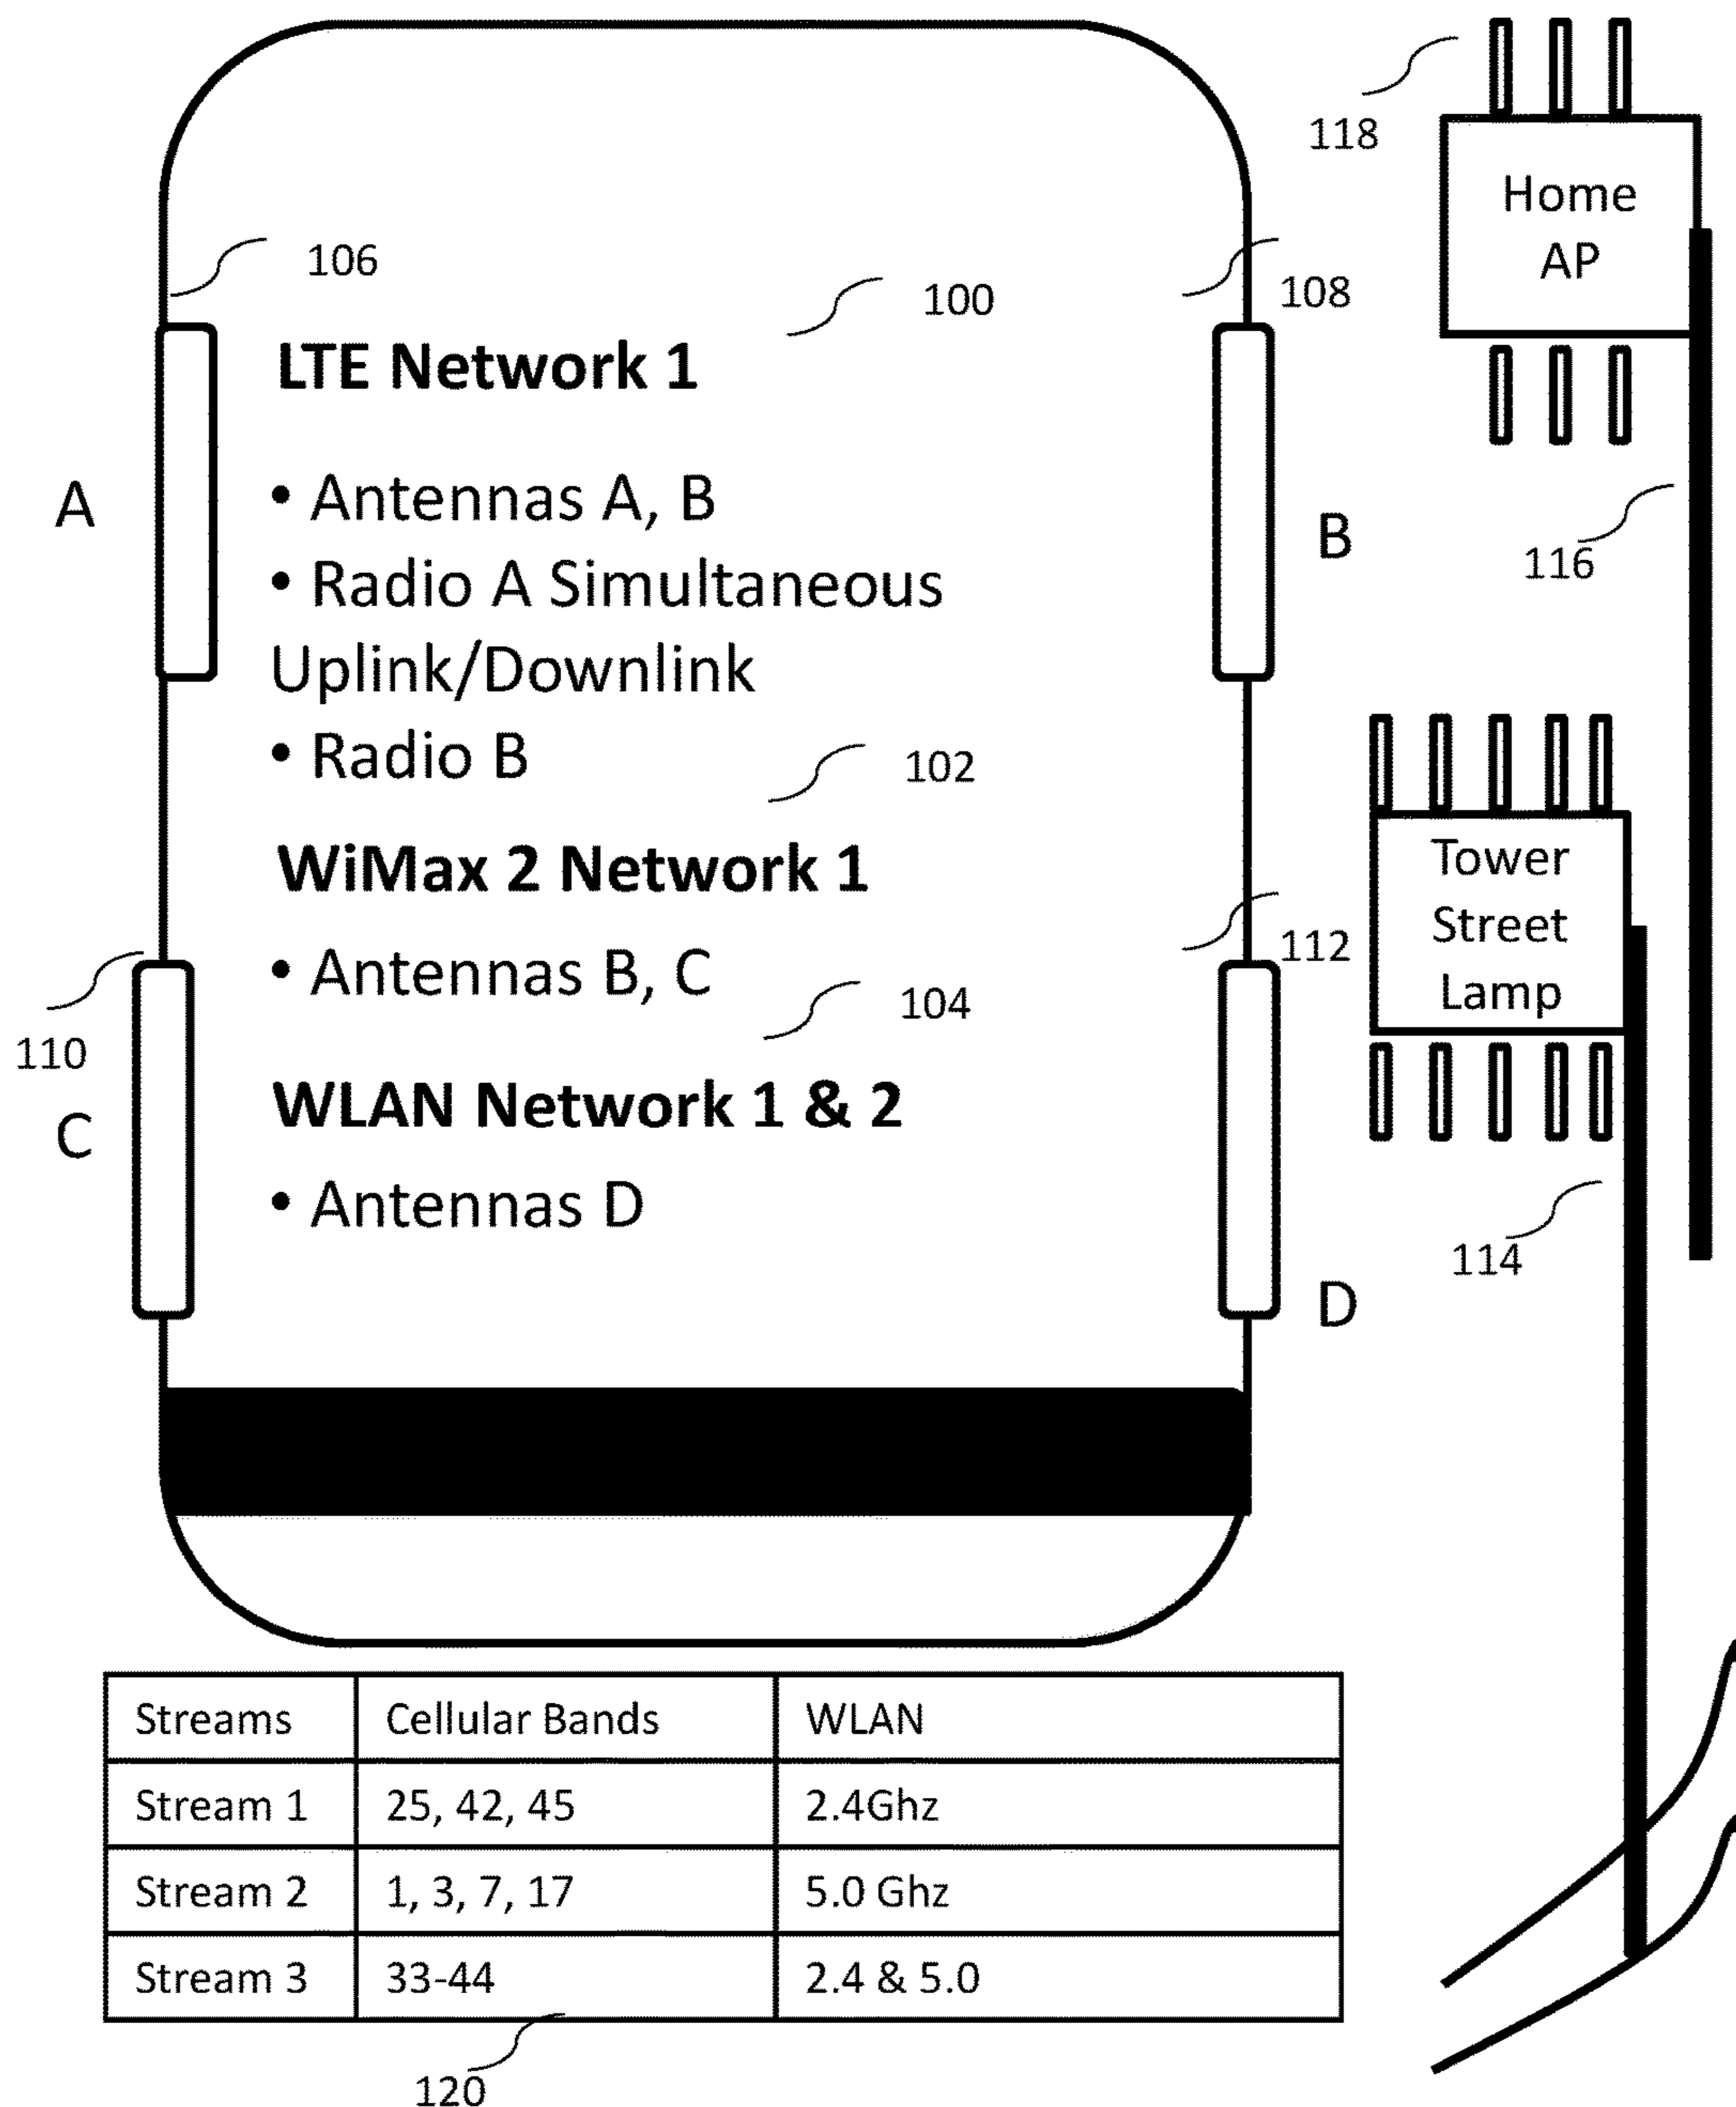 118
Home
AP
106
100
108
LTE Network 1
A
• Antennas A, B
B
• Radio A Simultaneous
Uplink/Downlink
116
• Radio B
102
WiMax 2 Network 1
Tower
Street
Lamp
• Antennas B, C
112
104
110
WLAN Network 1 & 2
C
• Antennas D
114
D
Streams Cellular Bands WLAN
Stream 1 25, 42, 45 2.4Ghz
Stream 2 1, 3, 7, 17 5.0 Ghz
Stream 3 33-44 2.4 & 5.0
120